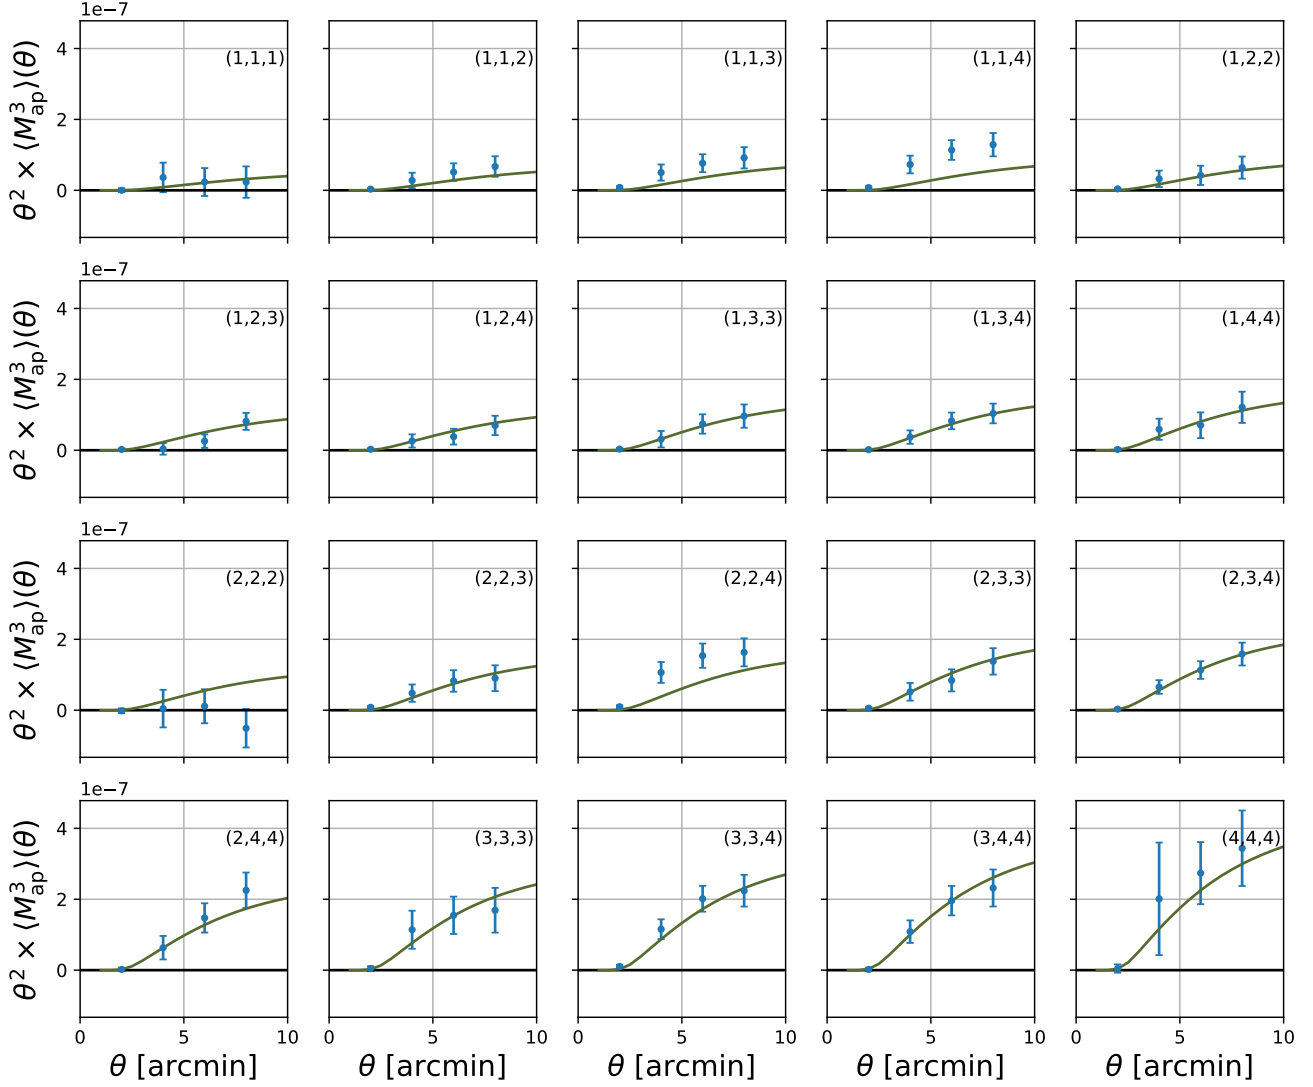 1e−7
4
2
0
θ² × ⟨M³ap⟩(θ)
(1,1,1)
(1,1,2)
(1,1,3)
(1,1,4)
(1,2,2)
1e−7
4
2
0
θ² × ⟨M³ap⟩(θ)
(1,2,3)
(1,2,4)
(1,3,3)
(1,3,4)
(1,4,4)
1e−7
4
2
0
θ² × ⟨M³ap⟩(θ)
(2,2,2)
(2,2,3)
(2,2,4)
(2,3,3)
(2,3,4)
1e−7
4
2
0
θ² × ⟨M³ap⟩(θ)
(2,4,4)
(3,3,3)
(3,3,4)
(3,4,4)
(4,4,4)
0 5 10
0 5 10
0 5 10
0 5 10
0 5 10
θ [arcmin]
θ [arcmin]
θ [arcmin]
θ [arcmin]
θ [arcmin]